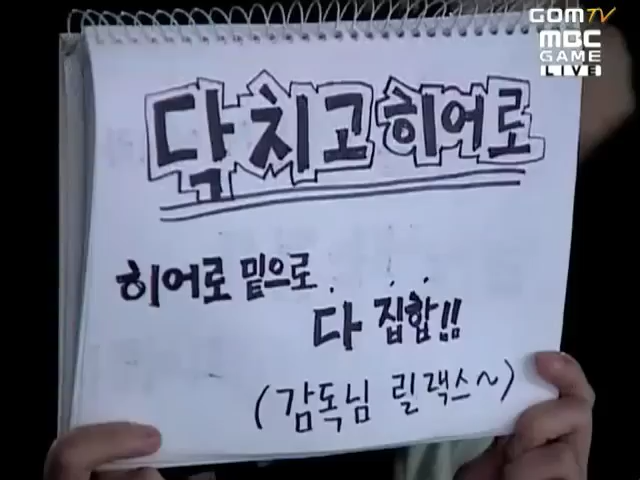 GOMTV
MBC
GAME
LIVE
닥치고 히어로
히어로 밑으로...
다 집합!!
(감독님 릴랙스~)